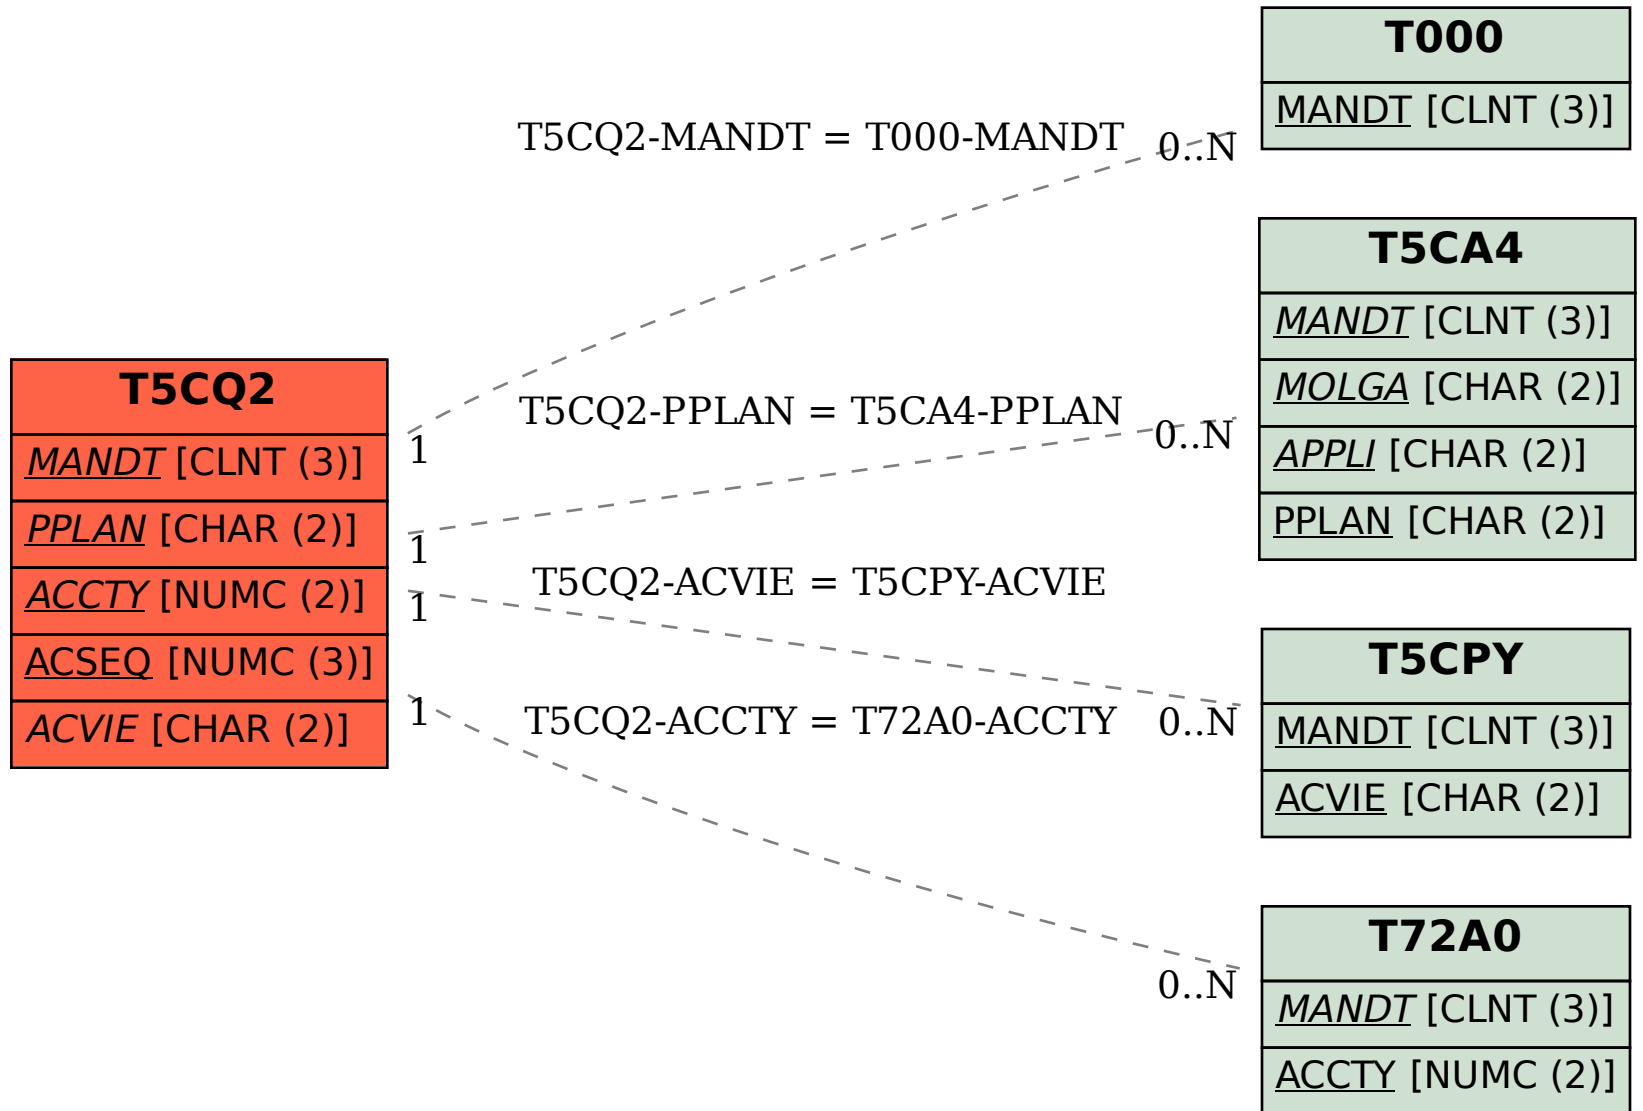 T000
MANDT [CLNT (3)]
T5CQ2-MANDT = T000-MANDT
0..N
T5CA4
MANDT [CLNT (3)]
MOLGA [CHAR (2)]
APPLI [CHAR (2)]
PPLAN [CHAR (2)]
T5CQ2
MANDT [CLNT (3)]
PPLAN [CHAR (2)]
ACCTY [NUMC (2)]
ACSEQ [NUMC (3)]
ACVIE [CHAR (2)]
T5CQ2-PPLAN = T5CA4-PPLAN
1
0..N
1
T5CQ2-ACVIE = T5CPY-ACVIE
1
T5CPY
MANDT [CLNT (3)]
ACVIE [CHAR (2)]
1
T5CQ2-ACCTY = T72A0-ACCTY
0..N
T72A0
MANDT [CLNT (3)]
ACCTY [NUMC (2)]
0..N